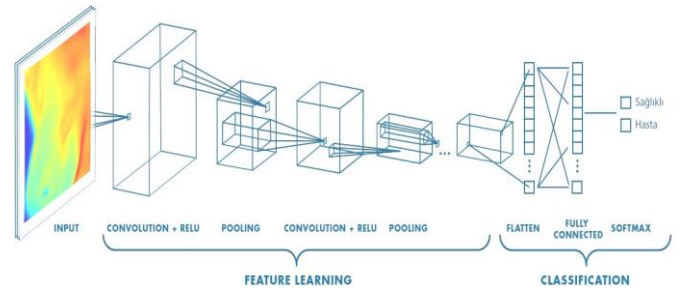 Sağlıklı
Hasta
INPUT
CONVOLUTION + RELU
POOLING
CONVOLUTION + RELU
POOLING
FLATTEN
FULLY
CONNECTED
SOFTMAX
FEATURE LEARNING
CLASSIFICATION